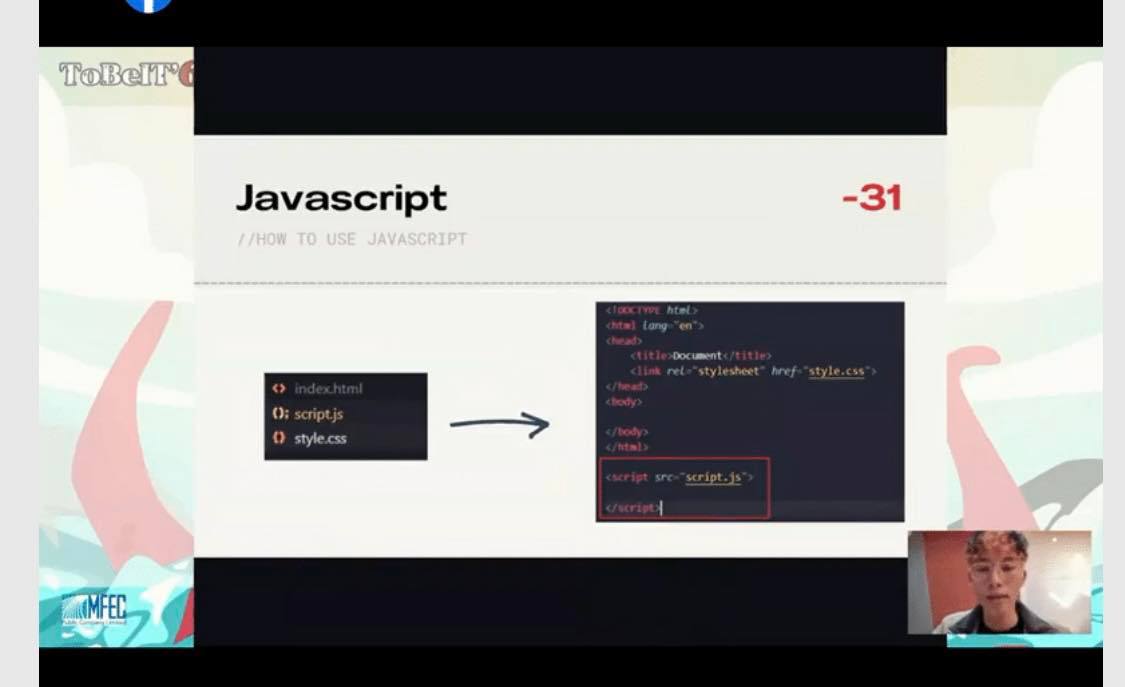 ToBeIT'6
Javascript
-31
//HOW TO USE JAVASCRIPT
index.html
script.js
style.css
<!DOCTYPE html>
<html lang="en">
<head>
<title>Document</title>
<link rel="stylesheet" href="style.css">
</head>
<body>
</body>
</html>
<script src="script.js">
</script>
MFEC
Public Company Limited